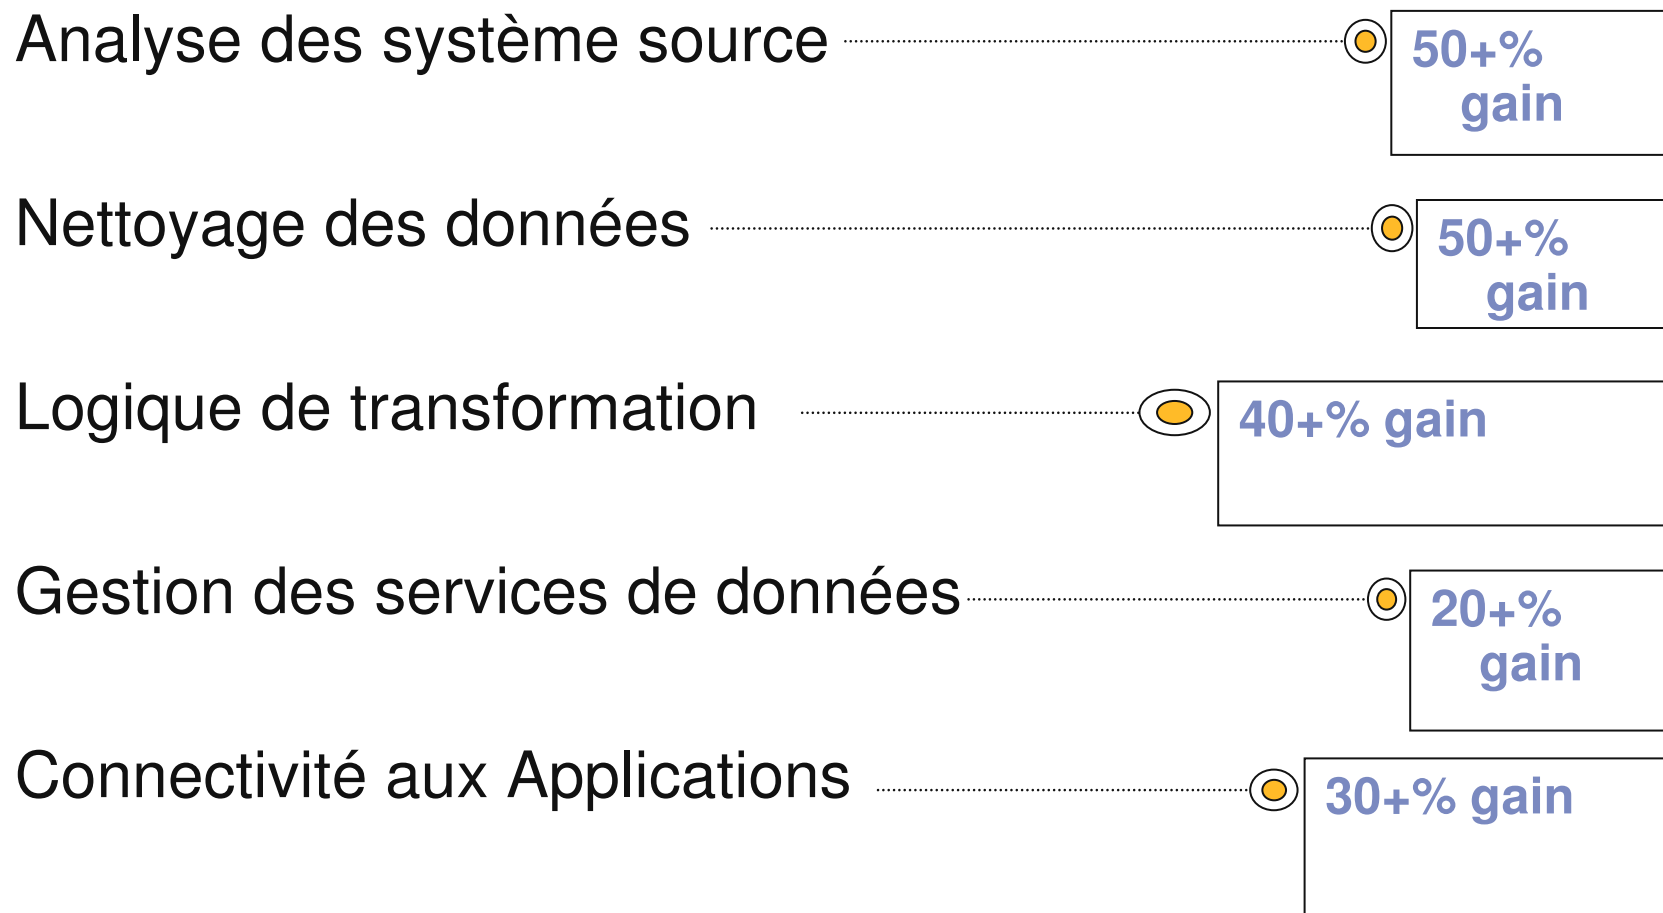 Analyse des système source
50+%
gain
Nettoyage des données
50+%
gain
Logique de transformation
40+% gain
Gestion des services de données
20+%
gain
Connectivité aux Applications
30+% gain